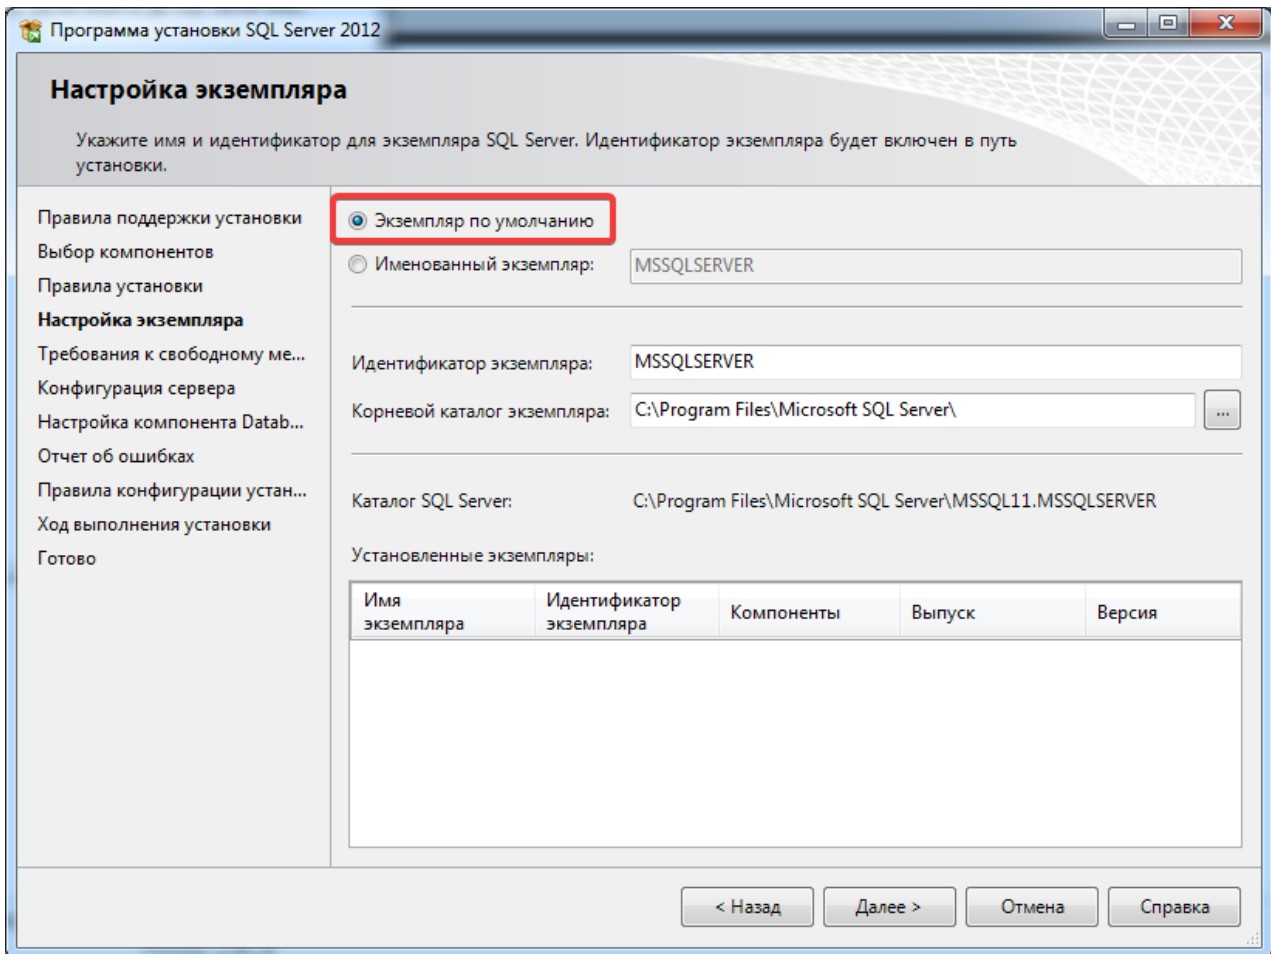 Программа установки SQL Server 2012
Настройка экземпляра
Укажите имя и идентификатор для экземпляра SQL Server. Идентификатор экземпляра будет включен в путь
установки.
Правила поддержки установки
Выбор компонентов
Правила установки
Настройка экземпляра
Требования к свободному ме...
Конфигурация сервера
Настройка компонента Datab...
Отчет об ошибках
Правила конфигурации устан...
Ход выполнения установки
Готово
Экземпляр по умолчанию
Именованный экземпляр: MSSQLSERVER
Идентификатор экземпляра: MSSQLSERVER
Корневой каталог экземпляра: C:\Program Files\Microsoft SQL Server\ ...
Каталог SQL Server: C:\Program Files\Microsoft SQL Server\MSSQL11.MSSQLSERVER
Установленные экземпляры:
Имя
экземпляра
Идентификатор
экземпляра
Компоненты
Выпуск
Версия
< Назад
Далее >
Отмена
Справка